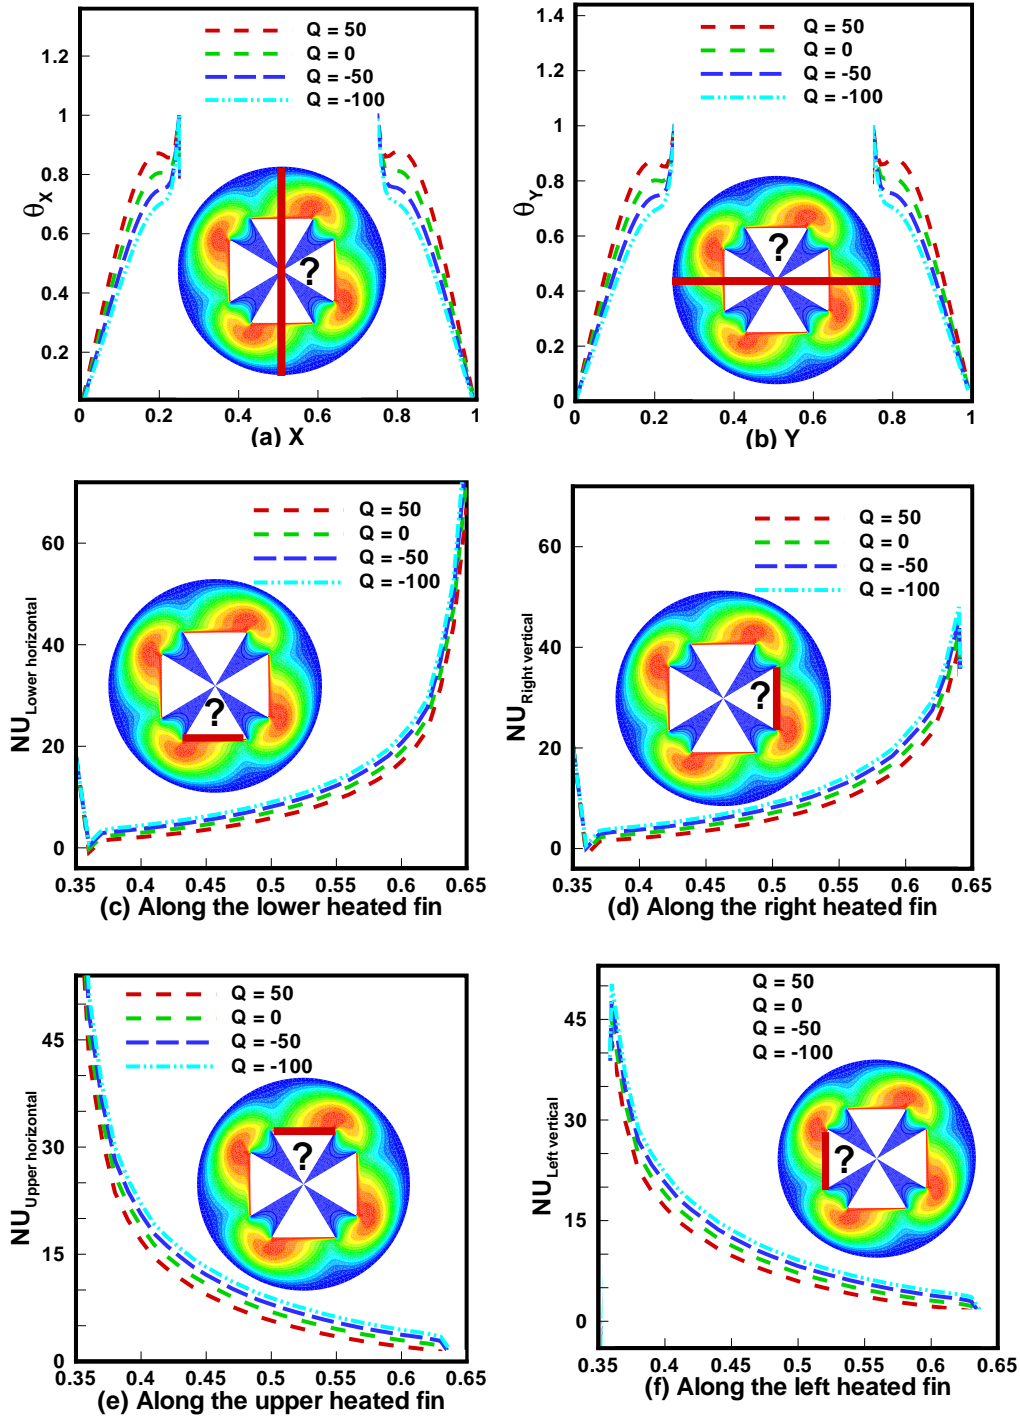 Q = 50
Q = 0
Q = -50
Q = -100
1.2
1
0.8
0.6
0.4
0.2
θX
?
0
0.2
0.4
0.6
0.8
1
(a) X
Q = 50
Q = 0
Q = -50
Q = -100
1.4
1.2
1
0.8
0.6
0.4
0.2
0
θY
?
0
0.2
0.4
0.6
0.8
1
(b) Y
Q = 50
Q = 0
Q = -50
Q = -100
60
40
20
0
NULower horizontal
?
0.35
0.4
0.45
0.5
0.55
0.6
0.65
(c) Along the lower heated fin
Q = 50
Q = 0
Q = -50
Q = -100
60
40
20
0
NURight vertical
?
0.35
0.4
0.45
0.5
0.55
0.6
0.65
(d) Along the right heated fin
Q = 50
Q = 0
Q = -50
Q = -100
45
30
15
0
NUUpper horizontal
?
0.35
0.4
0.45
0.5
0.55
0.6
0.65
(e) Along the upper heated fin
Q = 50
Q = 0
Q = -50
Q = -100
45
30
15
0
NULeft vertical
?
0.35
0.4
0.45
0.5
0.55
0.6
0.65
(f) Along the left heated fin